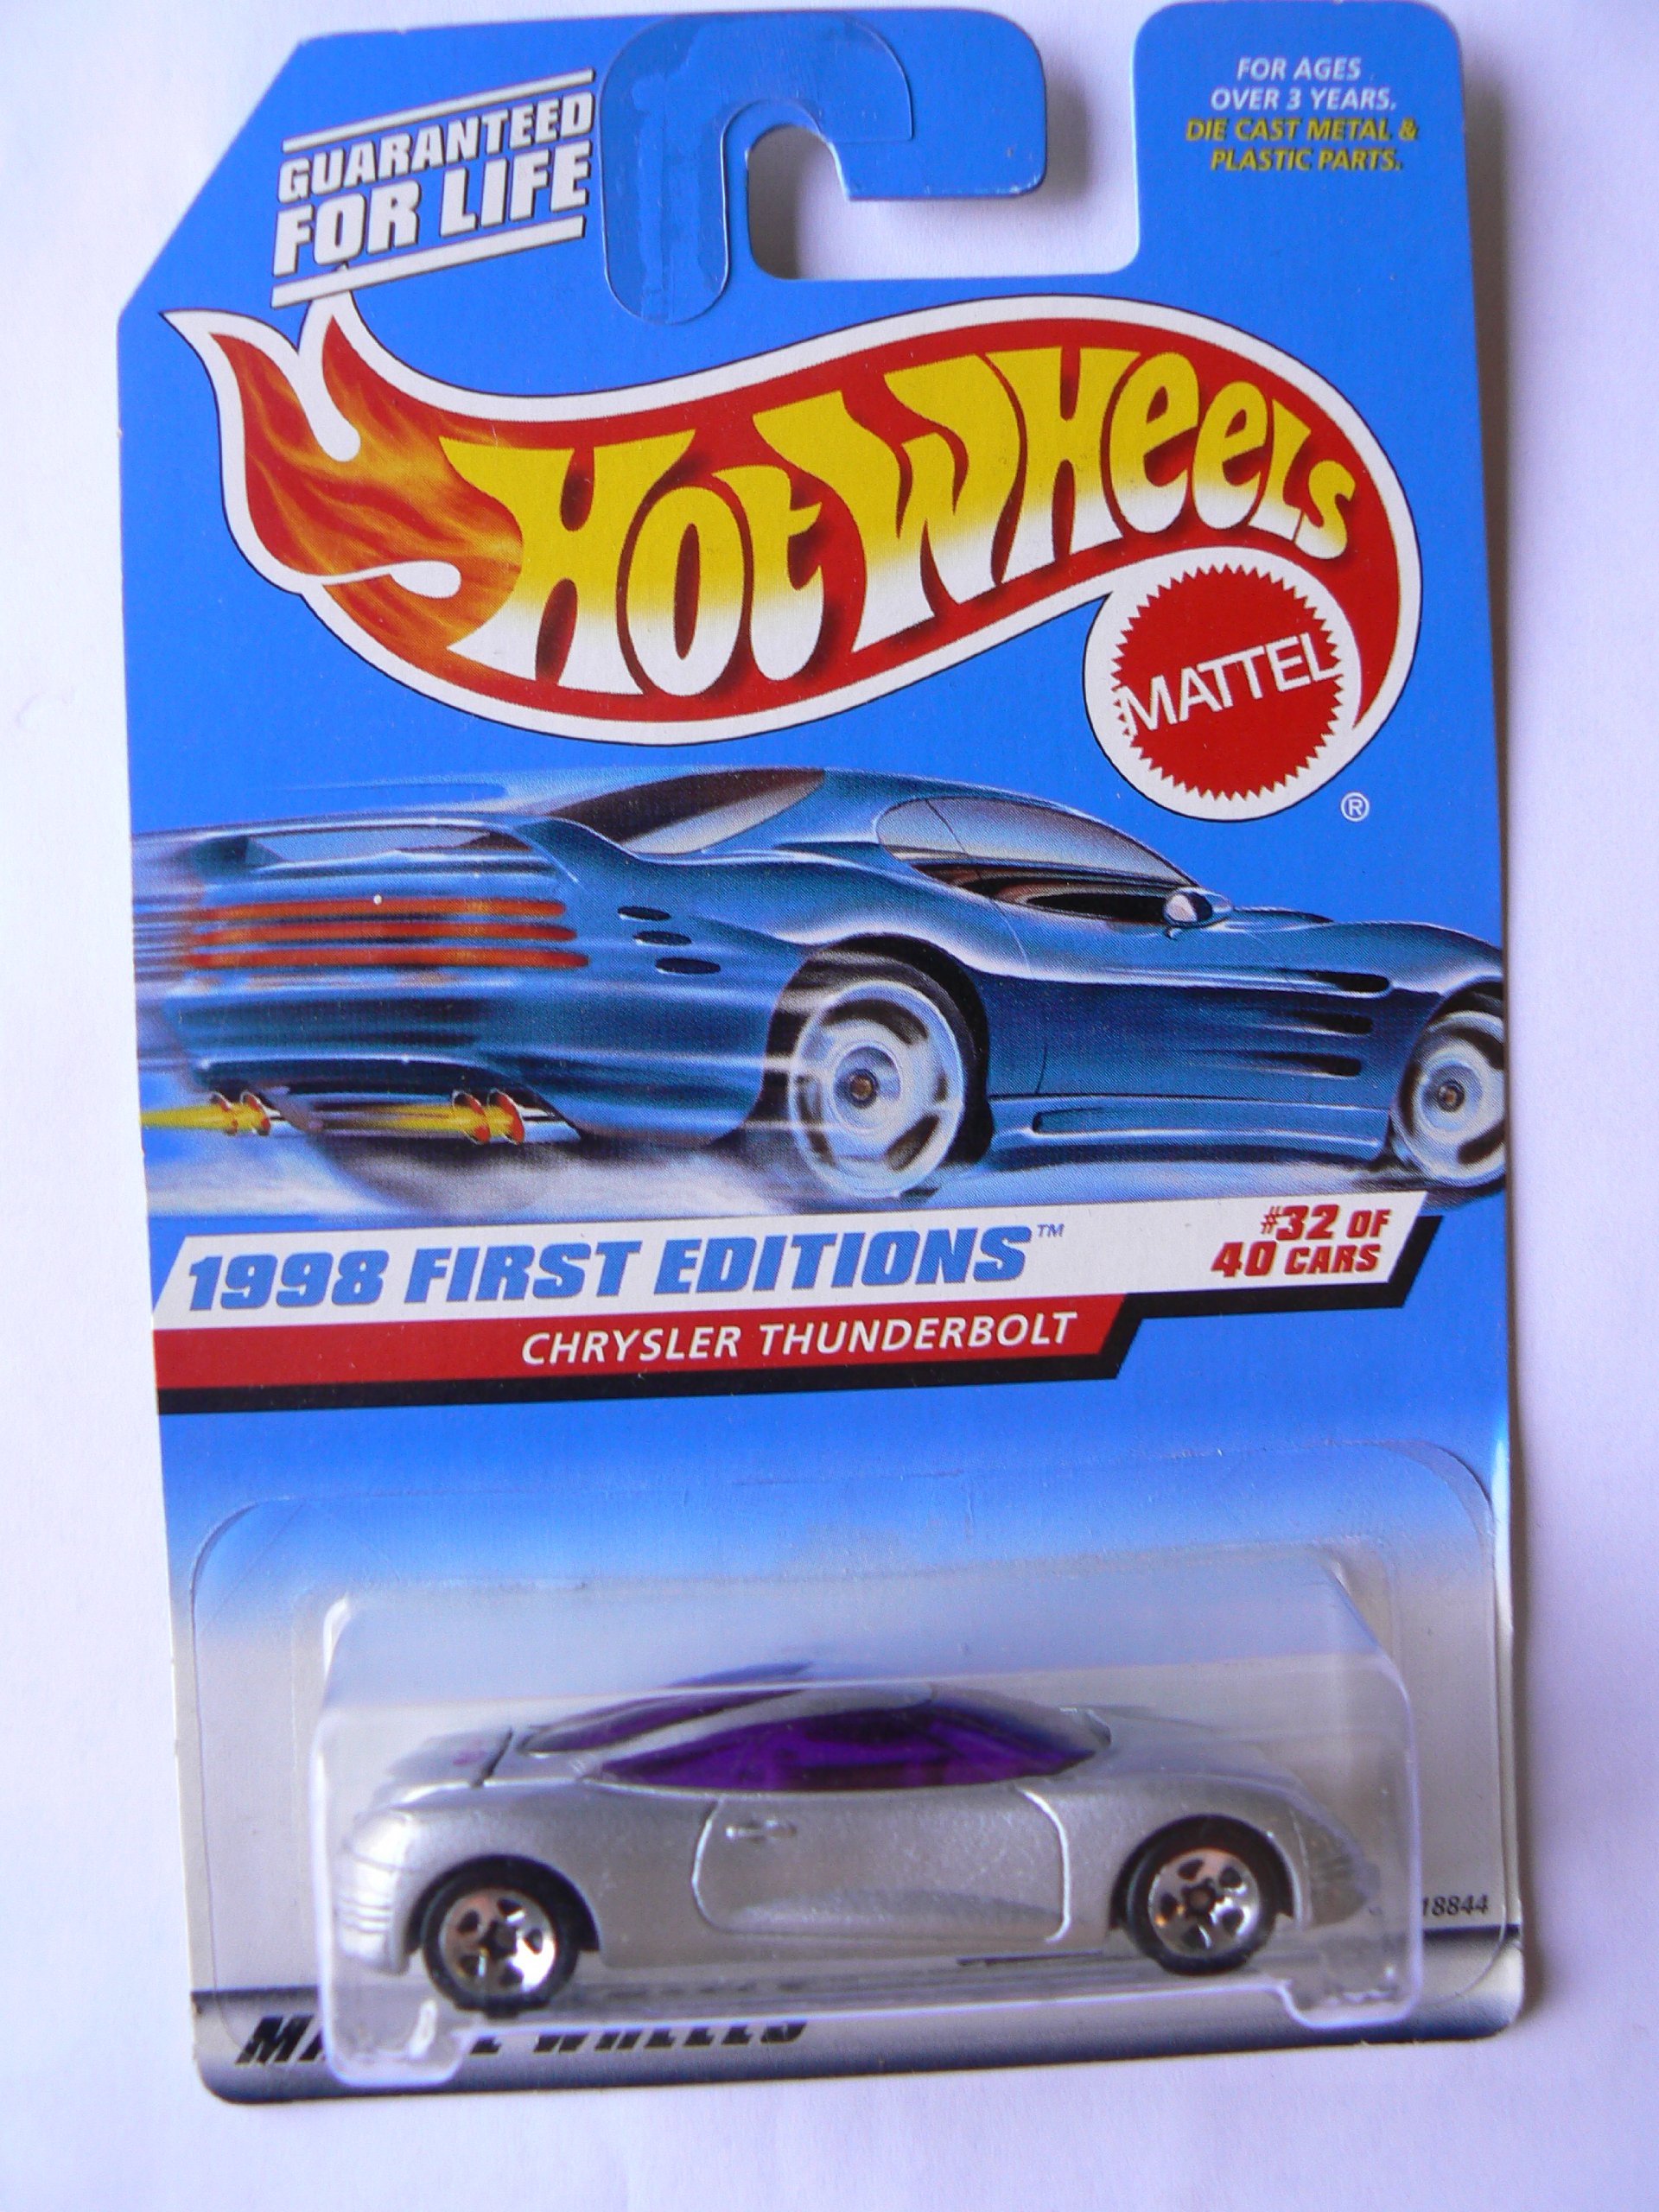 GUARANTEED
FOR LIFE
FOR AGES
OVER 3 YEARS.
DIE CAST METAL &
PLASTIC PARTS.
HOT WHEELS
MATTEL
®
1998 FIRST EDITIONS™
#32 OF
40 CARS
CHRYSLER THUNDERBOLT
18844
WHEELS